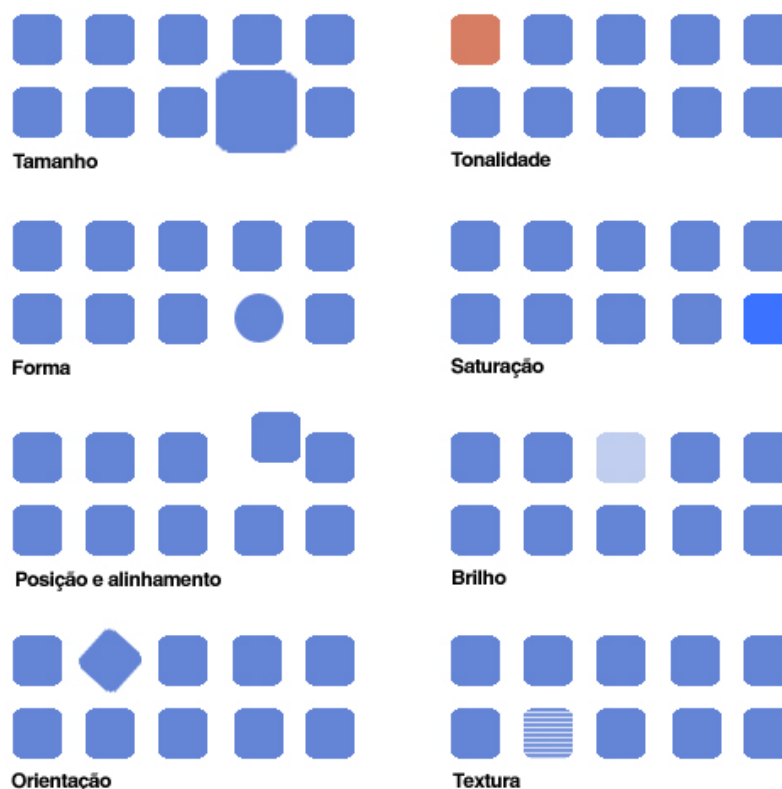 Tamanho
Tonalidade
Forma
Saturação
Posição e alinhamento
Brilho
Orientação
Textura